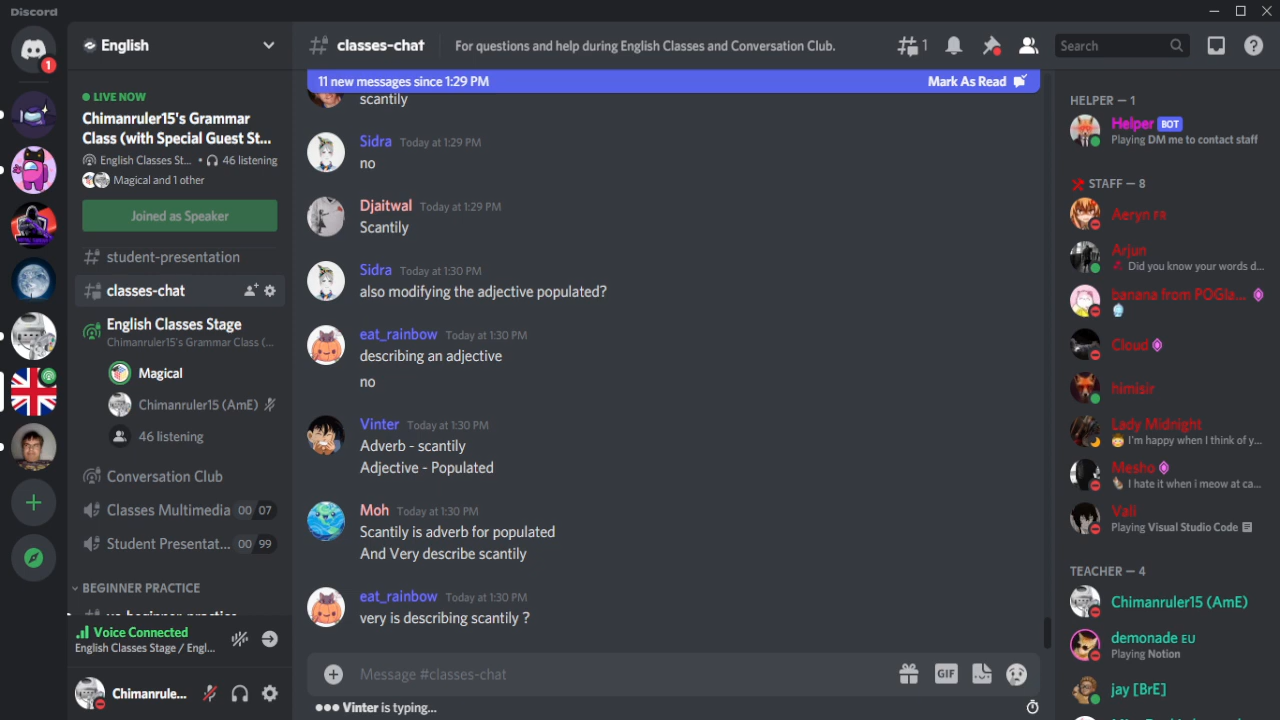 Discord
English
LIVE NOW
Chimanruler15's Grammar
Class (with Special Guest St...
English Classes St... • 46 listening
Magical and 1 other
Joined as Speaker
student-presentation
classes-chat
English Classes Stage
Chimanruler15's Grammar Class (...
Magical
Chimanruler15 (AmE)
46 listening
Conversation Club
Classes Multimedia 00 07
Student Presentat... 00 99
BEGINNER PRACTICE
Voice Connected
English Classes Stage / Engl...
Chimanrule...
1
classes-chat
For questions and help during English Classes and Conversation Club.
1
Search
11 new messages since 1:29 PM
Mark As Read
scantily
Sidra Today at 1:29 PM
no
Djaitwal Today at 1:29 PM
Scantily
Sidra Today at 1:30 PM
also modifying the adjective populated?
eat_rainbow Today at 1:30 PM
describing an adjective
no
Vinter Today at 1:30 PM
Adverb - scantily
Adjective - Populated
Moh Today at 1:30 PM
Scantily is adverb for populated
And Very describe scantily
eat_rainbow Today at 1:30 PM
very is describing scantily ?
Message #classes-chat
GIF
Vinter is typing...
HELPER — 1
Helper BOT
Playing DM me to contact staff
STAFF — 8
Aeryn FR
Arjun
Did you know your words d...
banana from POGla...
Cloud
himisir
Lady Midnight
I'm happy when I think of y...
Mesho
I hate it when i meow at ca...
Vali
Playing Visual Studio Code
TEACHER — 4
Chimanruler15 (AmE)
demonade EU
Playing Notion
jay [BrE]